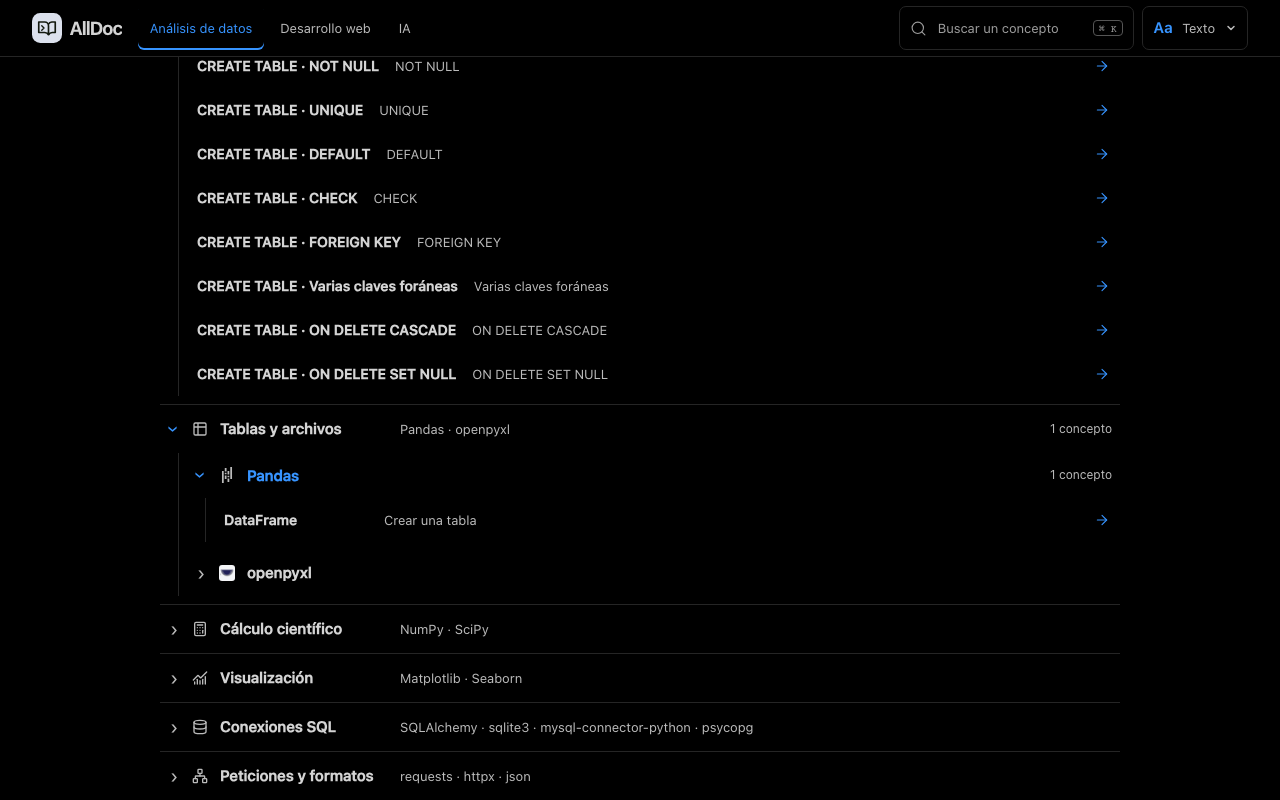 AllDoc Análisis de datos Desarrollo web IA Buscar un concepto ⌘ K Aa Texto
CREATE TABLE · NOT NULL NOT NULL
CREATE TABLE · UNIQUE UNIQUE
CREATE TABLE · DEFAULT DEFAULT
CREATE TABLE · CHECK CHECK
CREATE TABLE · FOREIGN KEY FOREIGN KEY
CREATE TABLE · Varias claves foráneas Varias claves foráneas
CREATE TABLE · ON DELETE CASCADE ON DELETE CASCADE
CREATE TABLE · ON DELETE SET NULL ON DELETE SET NULL
Tablas y archivos Pandas · openpyxl 1 concepto
Pandas 1 concepto
DataFrame Crear una tabla
openpyxl
Cálculo científico NumPy · SciPy
Visualización Matplotlib · Seaborn
Conexiones SQL SQLAlchemy · sqlite3 · mysql-connector-python · psycopg
Peticiones y formatos requests · httpx · json